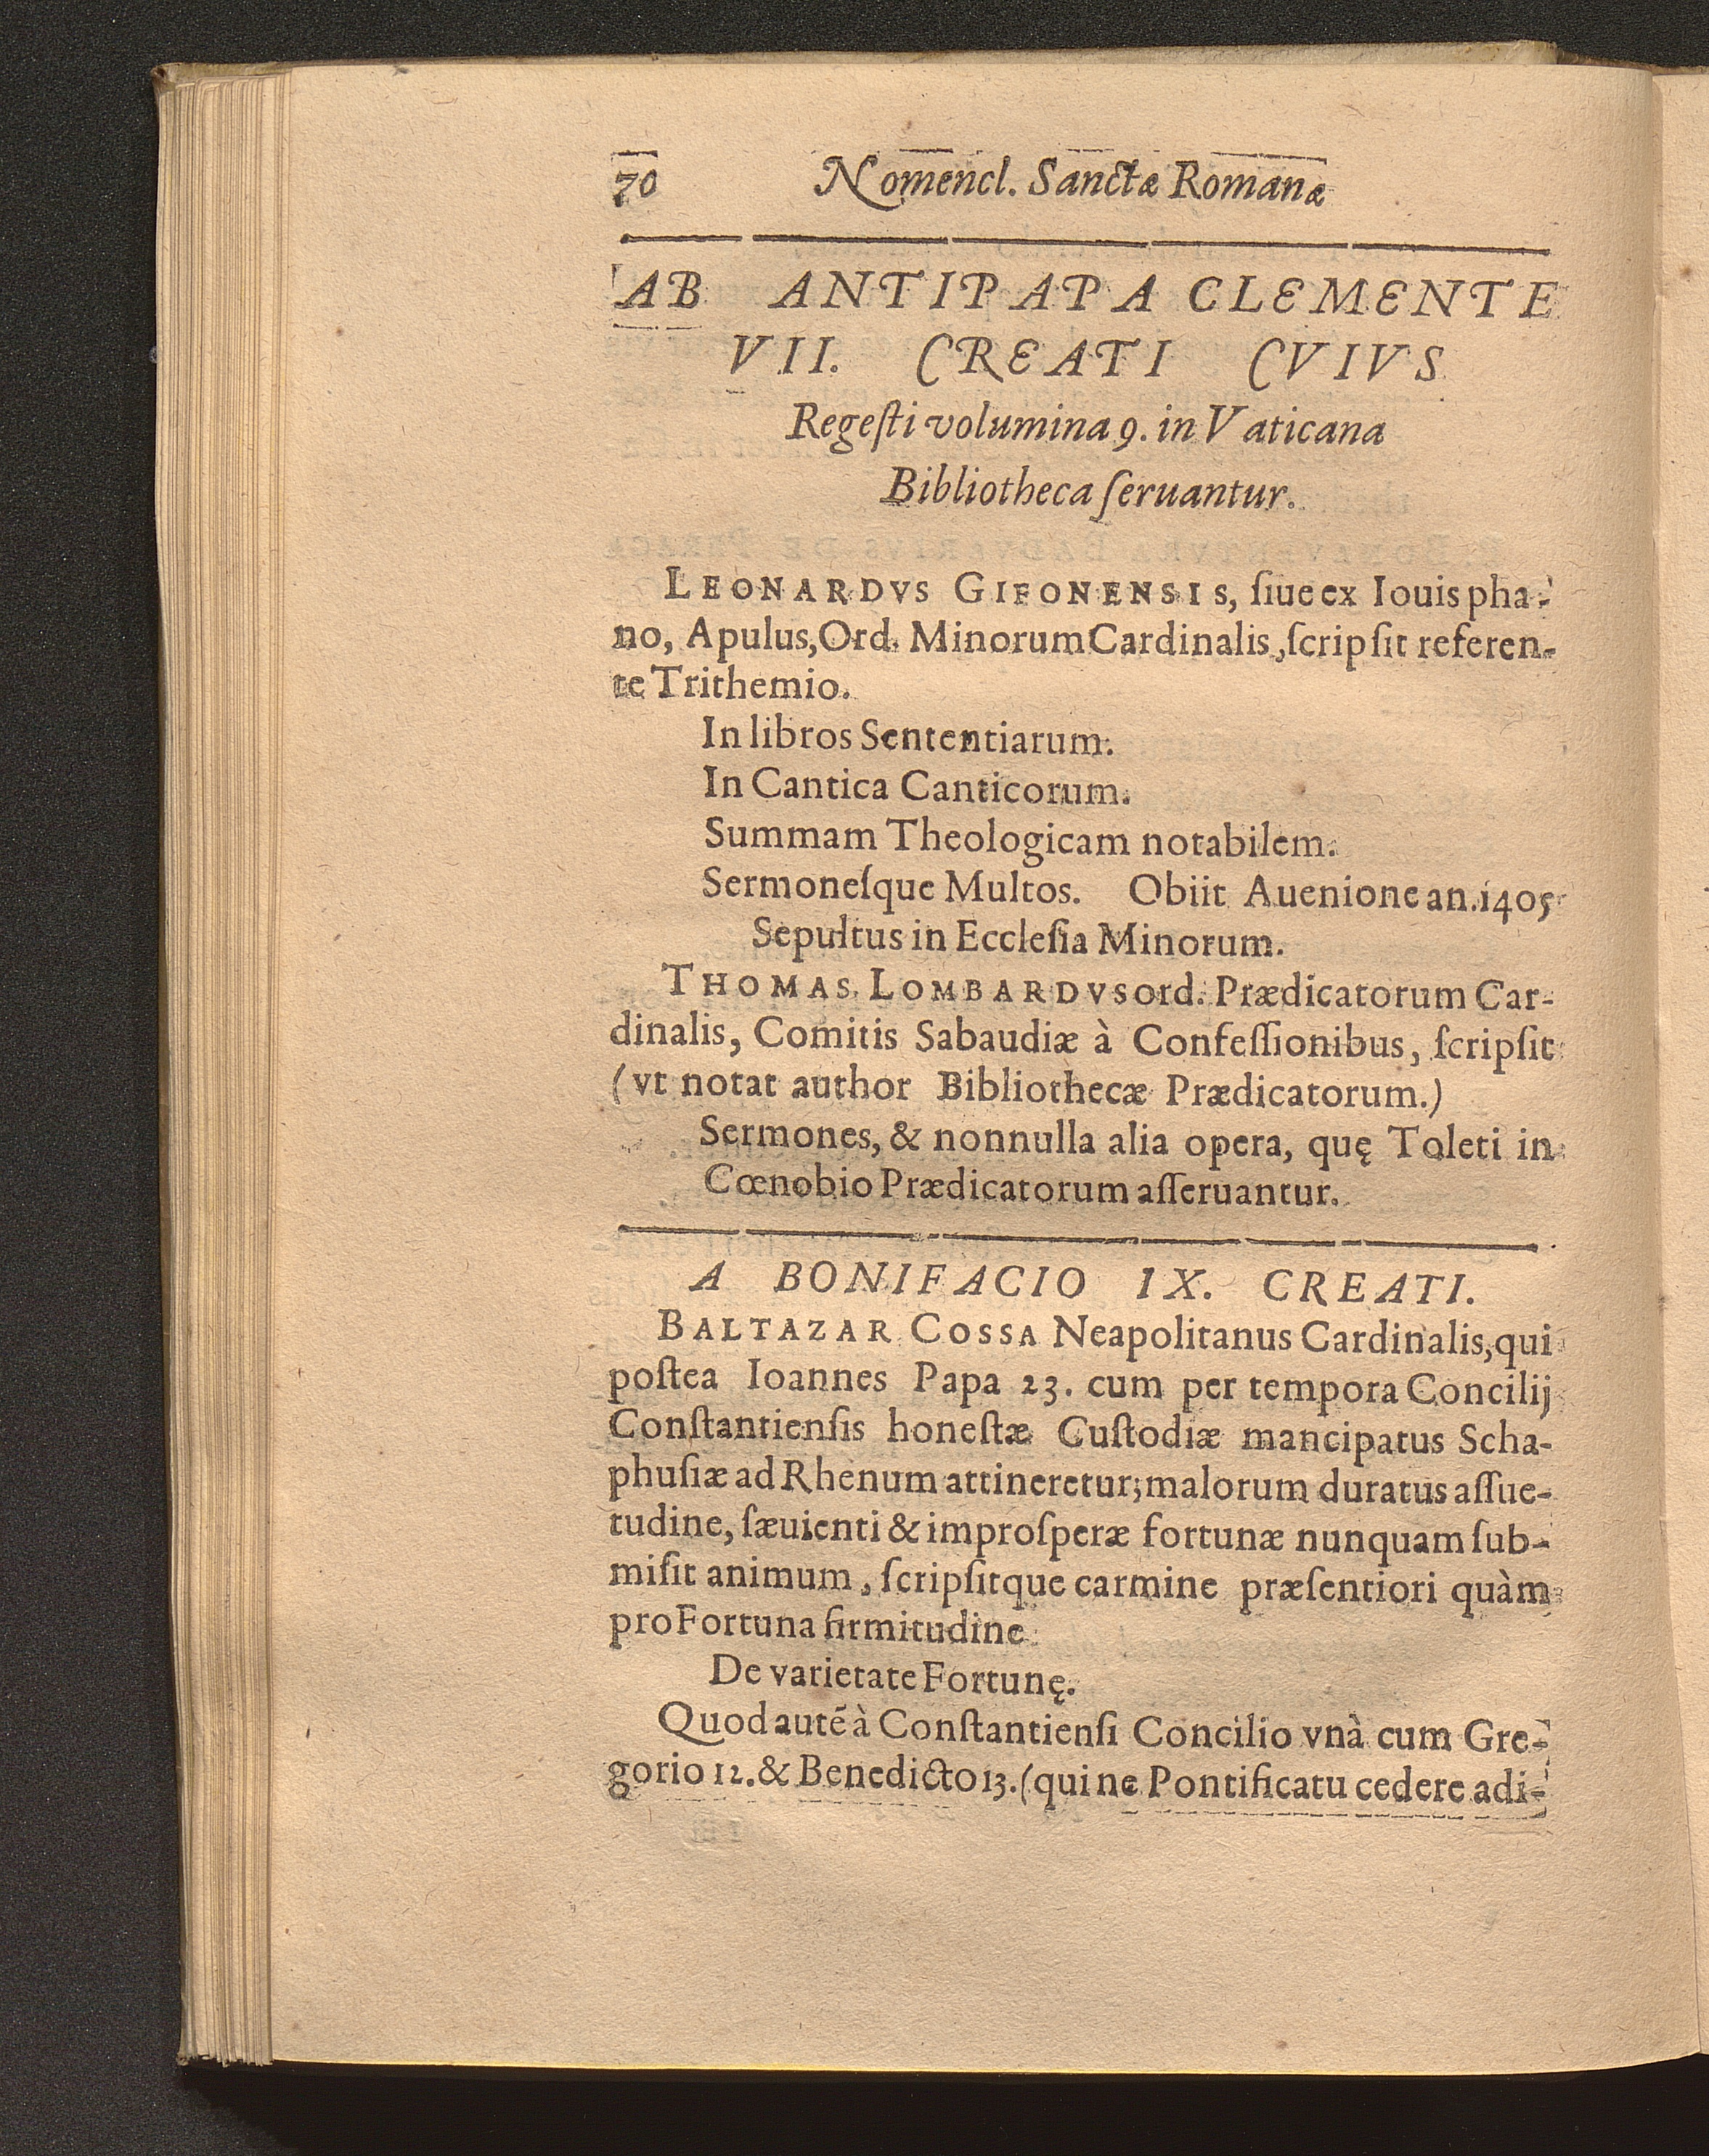 70 Nomencl. Sanctæ Romanæ
AB ANTIPAPA CLEMENTE
VII. CREATI CVIVS
Regeſti volumina 9. in Vaticana
Bibliotheca ſeruantur.
LEONARDVS GIFONENSIS, ſiue ex Iouis pha-
no, Apulus, Ord. Minorum Cardinalis, ſcripſit referen-
te Trithemio.
In libros Sententiarum.
In Cantica Canticorum.
Summam Theologicam notabilem.
Sermoneſque Multos. Obiit Auenione an. 1405
Sepultus in Eccleſia Minorum.
THOMAS LOMBARDVS ord. Prædicatorum Car-
dinalis, Comitis Sabaudiæ à Confeſſionibus, ſcripſit
(vt notat author Bibliothecæ Prædicatorum.)
Sermones, & nonnulla alia opera, quę Toleti in
Cœnobio Prædicatorum aſſeruantur.
A BONIFACIO IX. CREATI.
BALTAZAR COSSA Neapolitanus Cardinalis, qui
poſtea Ioannes Papa 23. cum per tempora Concilij
Conſtantienſis honeſtæ Cuſtodiæ mancipatus Scha-
phuſiæ ad Rhenum attineretur; malorum duratus aſſue-
tudine, ſæuienti & improſperæ fortunæ nunquam ſub-
miſit animum, ſcripſitque carmine præſentiori quàm
pro Fortuna firmitudine
De varietate Fortunę.
Quod autẽ à Conſtantienſi Concilio vnà cum Gre-
gorio 12. & Benedicto 13. (qui ne Pontificatu cedere adi-